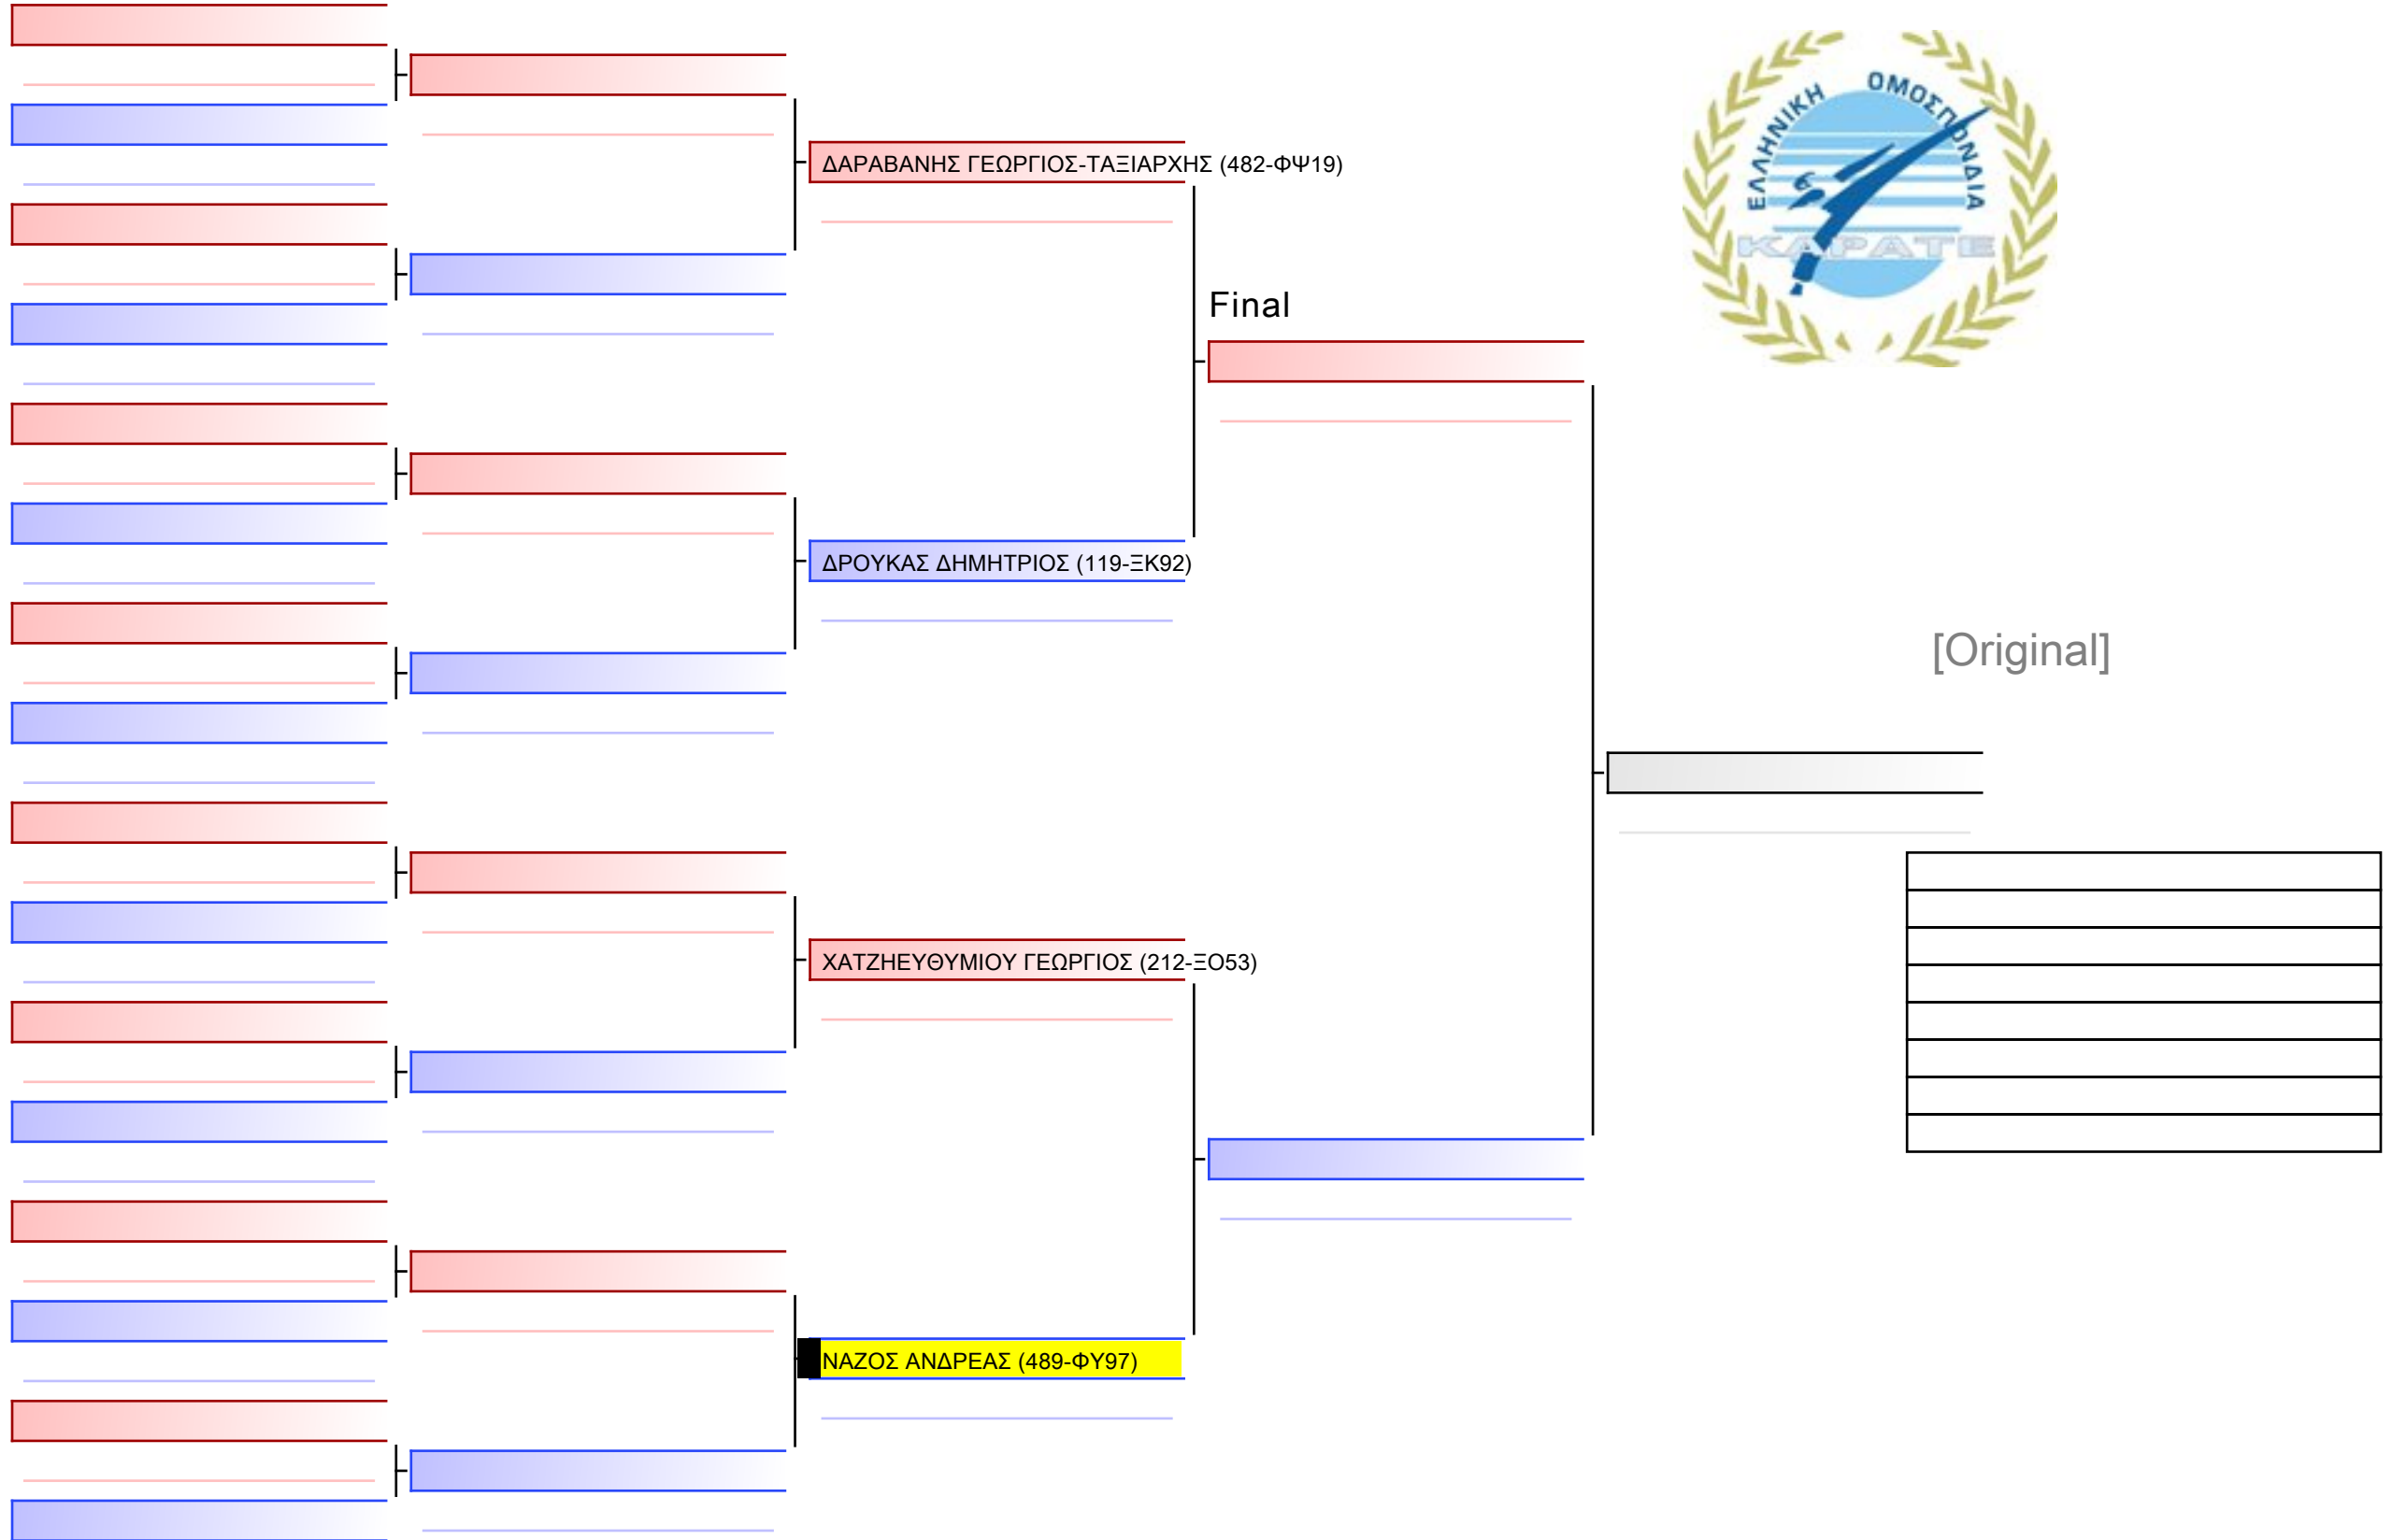 ΕΛΛΗΝΙΚΗ ΟΜΟΣΠΟΝΔΙΑ
ΚΑΡΑΤΕ
ΔΑΡΑΒΑΝΗΣ ΓΕΩΡΓΙΟΣ-ΤΑΞΙΑΡΧΗΣ (482-ΦΨ19)
Final
ΔΡΟΥΚΑΣ ΔΗΜΗΤΡΙΟΣ (119-ΞΚ92)
[Original]
ΧΑΤΖΗΕΥΘΥΜΙΟΥ ΓΕΩΡΓΙΟΣ (212-ΞΟ53)
ΝΑΖΟΣ ΑΝΔΡΕΑΣ (489-ΦΥ97)